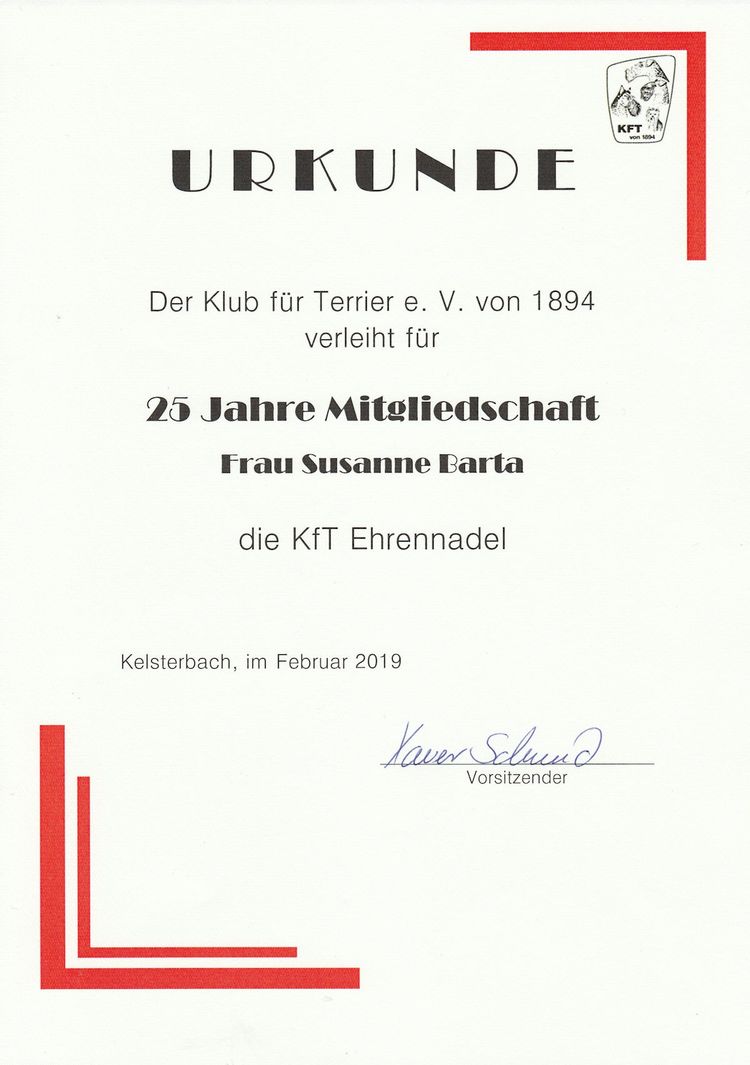 KFT
von 1894
URKUNDE
Der Klub für Terrier e. V. von 1894
verleiht für
25 Jahre Mitgliedschaft
Frau Susanne Barta
die KfT Ehrennadel
Kelsterbach, im Februar 2019
Xaver Schmid
Vorsitzender